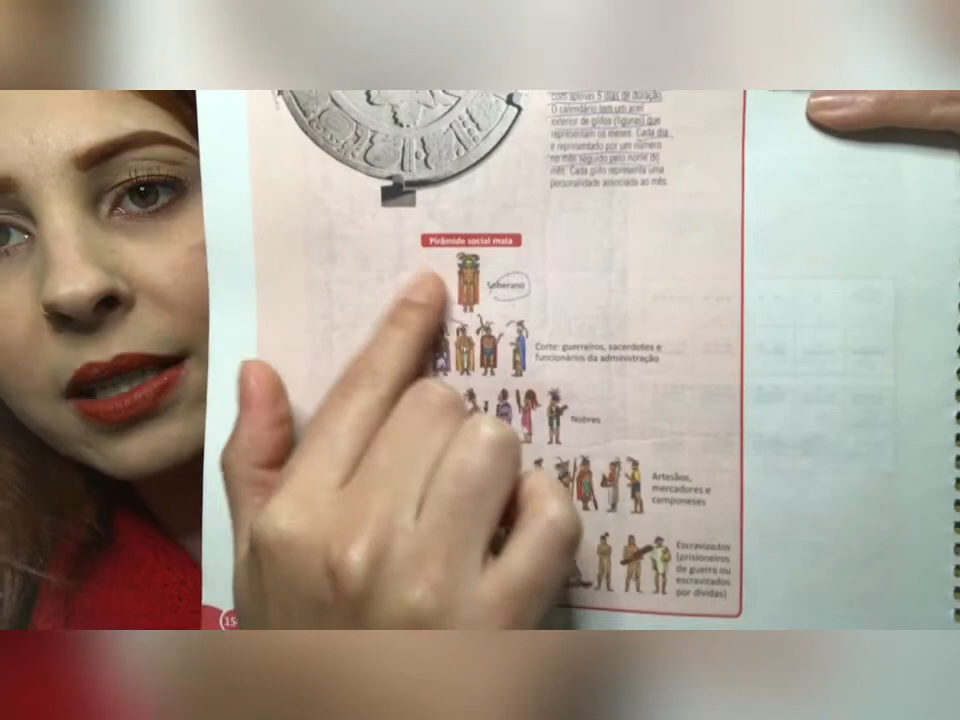 com apenas 5 dias de duração.
O calendário tem um anel
exterior de glifos (figuras) que
representam os meses. Cada dia
é representado por um número
no mês seguido pelo nome do
mês. Cada glifo representa uma
personalidade associada ao mês.
Pirâmide social maia
Soberano
Corte: guerreiros, sacerdotes e
funcionários da administração
Nobres
Artesãos,
mercadores e
camponeses
Escravizados
(prisioneiros
de guerra ou
escravizados
por dívidas)